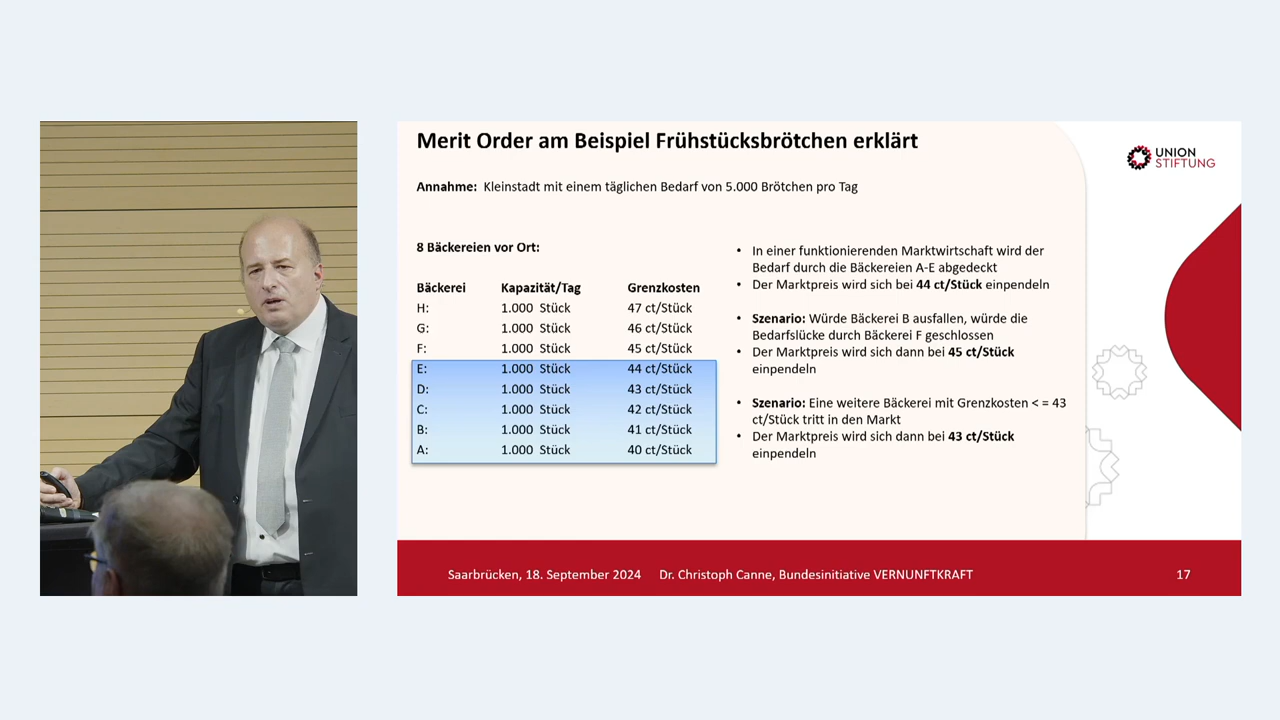 Merit Order am Beispiel Frühstücksbrötchen erklärt
UNION
STIFTUNG
Annahme: Kleinstadt mit einem täglichen Bedarf von 5.000 Brötchen pro Tag
8 Bäckereien vor Ort:
Bäckerei Kapazität/Tag Grenzkosten
H: 1.000 Stück 47 ct/Stück
G: 1.000 Stück 46 ct/Stück
F: 1.000 Stück 45 ct/Stück
E: 1.000 Stück 44 ct/Stück
D: 1.000 Stück 43 ct/Stück
C: 1.000 Stück 42 ct/Stück
B: 1.000 Stück 41 ct/Stück
A: 1.000 Stück 40 ct/Stück
• In einer funktionierenden Marktwirtschaft wird der
Bedarf durch die Bäckereien A-E abgedeckt
• Der Marktpreis wird sich bei 44 ct/Stück einpendeln
• Szenario: Würde Bäckerei B ausfallen, würde die
Bedarfslücke durch Bäckerei F geschlossen
• Der Marktpreis wird sich dann bei 45 ct/Stück
einpendeln
• Szenario: Eine weitere Bäckerei mit Grenzkosten < = 43
ct/Stück tritt in den Markt
• Der Marktpreis wird sich dann bei 43 ct/Stück
einpendeln
Saarbrücken, 18. September 2024 Dr. Christoph Canne, Bundesinitiative VERNUNFTKRAFT
17